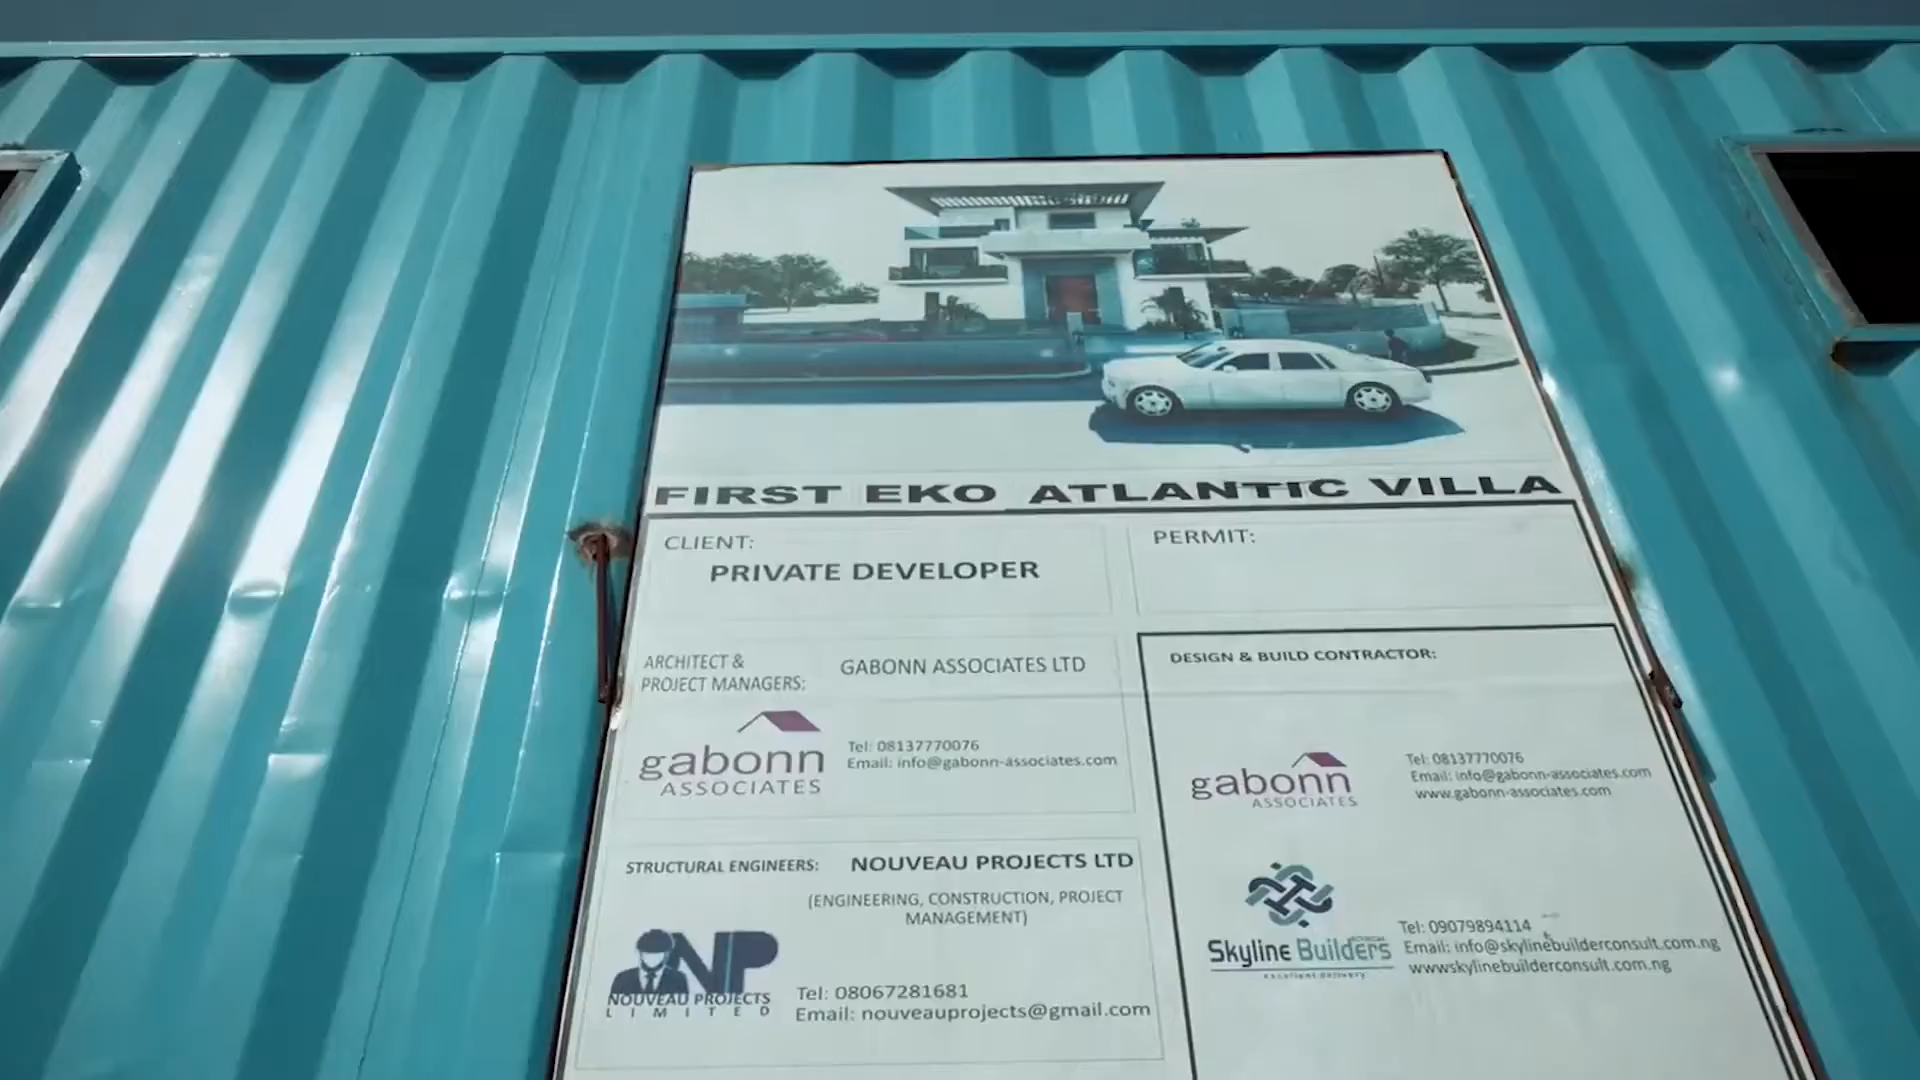 FIRST EKO ATLANTIC VILLA
CLIENT:
PRIVATE DEVELOPER
PERMIT:
ARCHITECT &
PROJECT MANAGERS:
GABONN ASSOCIATES LTD
gabonn
ASSOCIATES
Tel: 08137770076
Email: info@gabonn-associates.com
STRUCTURAL ENGINEERS:
NOUVEAU PROJECTS LTD
(ENGINEERING, CONSTRUCTION, PROJECT
MANAGEMENT)
NP
NOUVEAU PROJECTS
LIMITED
Tel: 08067281681
Email: nouveauprojects@gmail.com
DESIGN & BUILD CONTRACTOR:
gabonn
ASSOCIATES
Tel: 08137770076
Email: info@gabonn-associates.com
www.gabonn-associates.com
Skyline Builders
excellent delivery
Tel: 09079894114
Email: info@skylinebuilderconsult.com.ng
wwwskylinebuilderconsult.com.ng